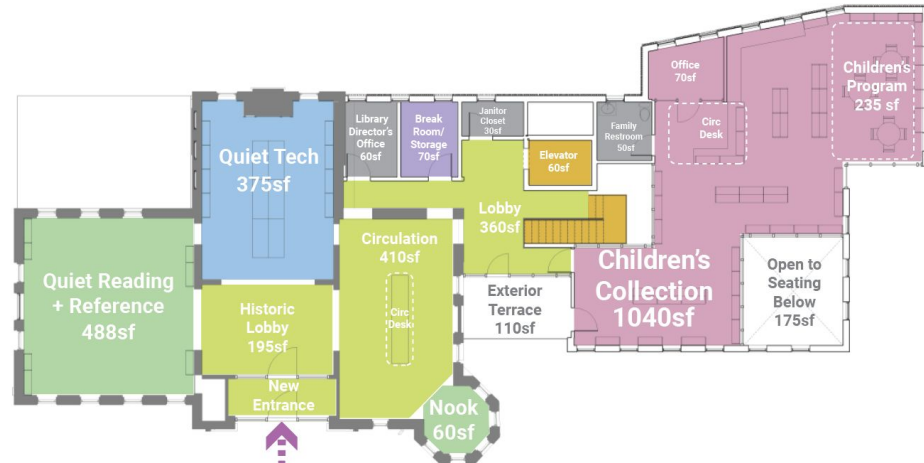 Office
70sf
Children's
Program
235 sf
Circ
Desk
Library
Director's
Office
60sf
Break
Room/
Storage
70sf
Janitor
Closet
30sf
Family
Restroom
50sf
Elevator
60sf
Quiet Tech
375sf
Lobby
360sf
Circulation
410sf
Circ
Desk
Quiet Reading
+ Reference
488sf
Historic
Lobby
195sf
Exterior
Terrace
110sf
Children's
Collection
1040sf
Open to
Seating
Below
175sf
New
Entrance
Nook
60sf